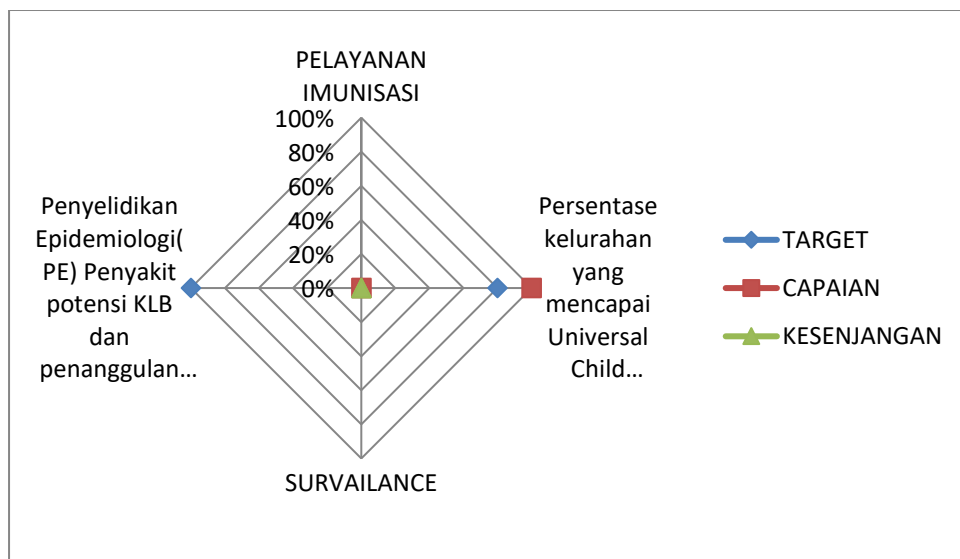 PELAYANAN
IMUNISASI
100%
80%
60%
40%
20%
0%
Persentase
kelurahan
yang
mencapai
Universal
Child...
SURVAILANCE
Penyelidikan
Epidemiologi(
PE) Penyakit
potensi KLB
dan
penanggulan...
TARGET
CAPAIAN
KESENJANGAN